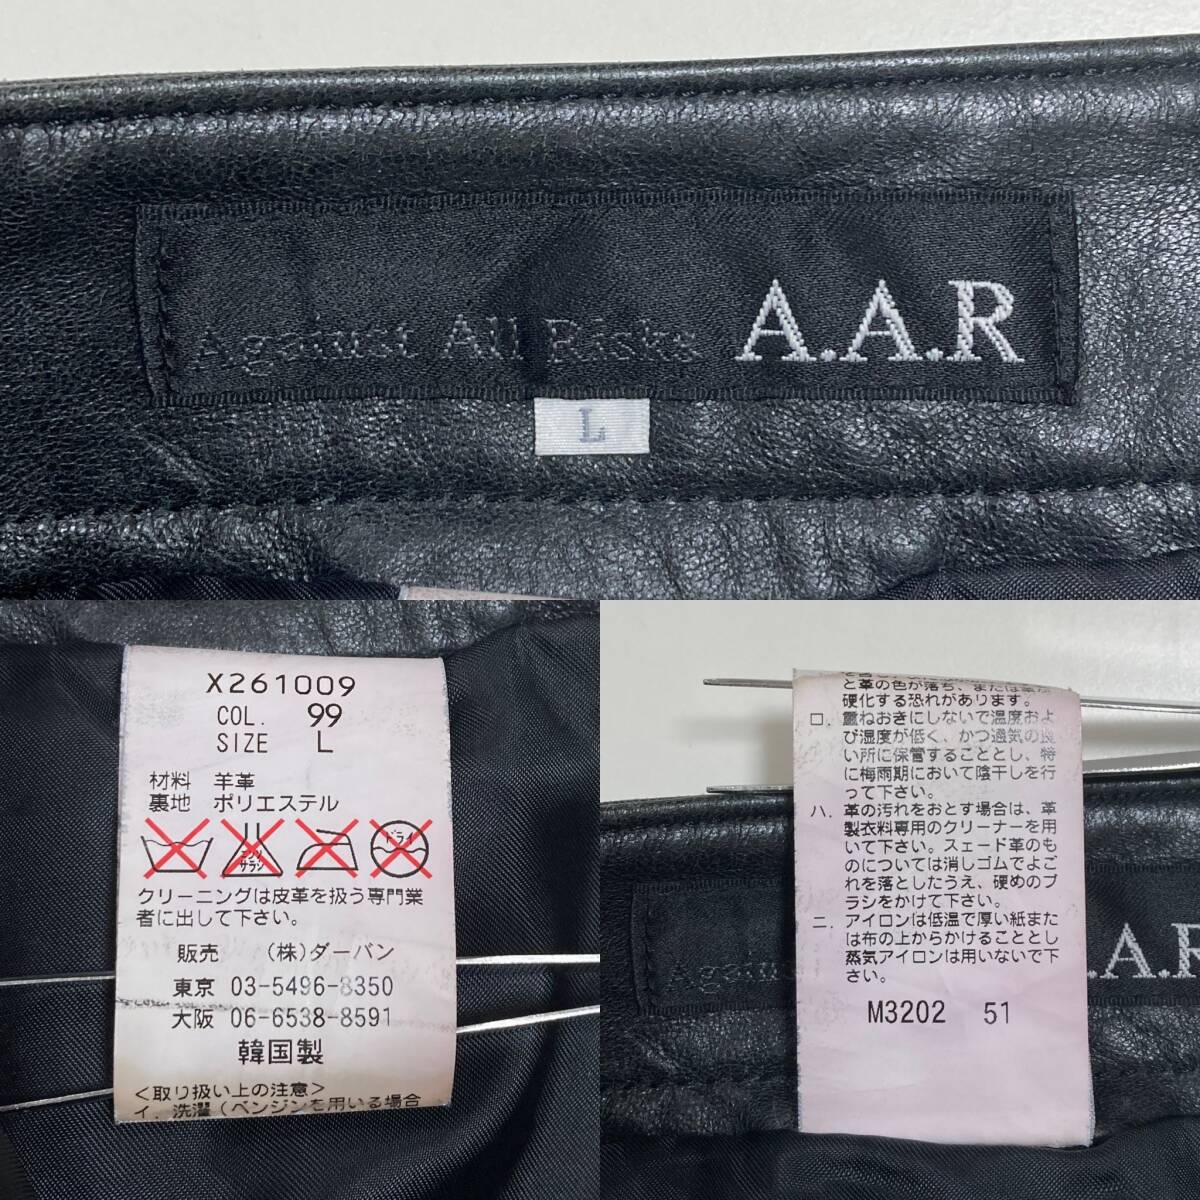 Against All Risks A.A.R
L
X261009
COL. 99
SIZE L
材料 羊革
裏地 ポリエステル
エンソ
サラシ
ドライ
クリーニングは皮革を扱う専門業
者に出して下さい。
販売 (株)ダーバン
東京 03-5496-8350
大阪 06-6538-8591
韓国製
<取り扱い上の注意>
イ. 洗濯(ベンジンを用いる場合
と革の色が落ち、または革が
硬化する恐れがあります。
ロ. 重ねおきにしないで温度およ
び湿度が低く、かつ通気の良
い所に保管することとし、特
に梅雨期において陰干しを行
って下さい。
ハ. 革の汚れをおとす場合は、革
製衣料専用のクリーナーを用
いて下さい。スェード革のも
のについては消しゴムでよご
れを落としたうえ、硬めのブ
ラシをかけて下さい。
ニ. アイロンは低温で厚い紙また
は布の上からかけることとし
蒸気アイロンは用いないで下
さい。
M3202 51
Against
.A.R